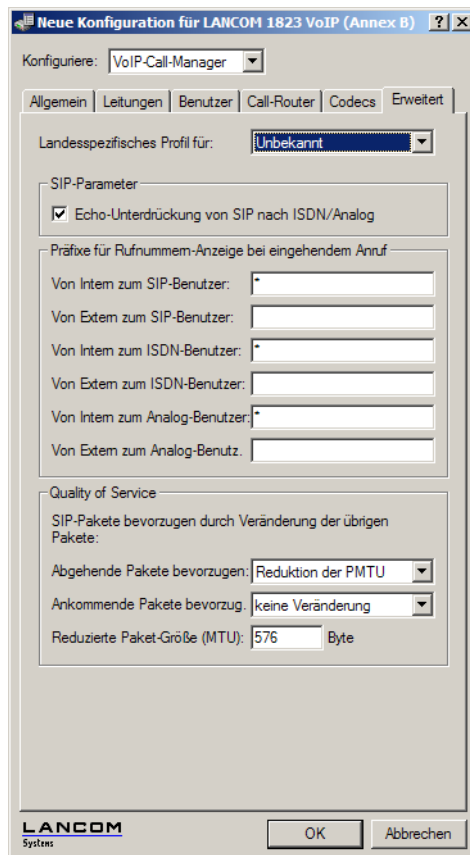 Neue Konfiguration für LANCOM 1823 VoIP (Annex B)
Konfiguriere: VoIP-Call-Manager
Allgemein Leitungen Benutzer Call-Router Codecs Erweitert
Landesspezifisches Profil für: Unbekannt
SIP-Parameter
Echo-Unterdrückung von SIP nach ISDN/Analog
Präfixe für Rufnummern-Anzeige bei eingehendem Anruf
Von Intern zum SIP-Benutzer: *
Von Extern zum SIP-Benutzer:
Von Intern zum ISDN-Benutzer: *
Von Extern zum ISDN-Benutzer:
Von Intern zum Analog-Benutzer: *
Von Extern zum Analog-Benutz.
Quality of Service
SIP-Pakete bevorzugen durch Veränderung der übrigen
Pakete:
Abgehende Pakete bevorzugen: Reduktion der PMTU
Ankommende Pakete bevorzug. keine Veränderung
Reduzierte Paket-Größe (MTU): 576 Byte
LANCOM
Systems
OK Abbrechen